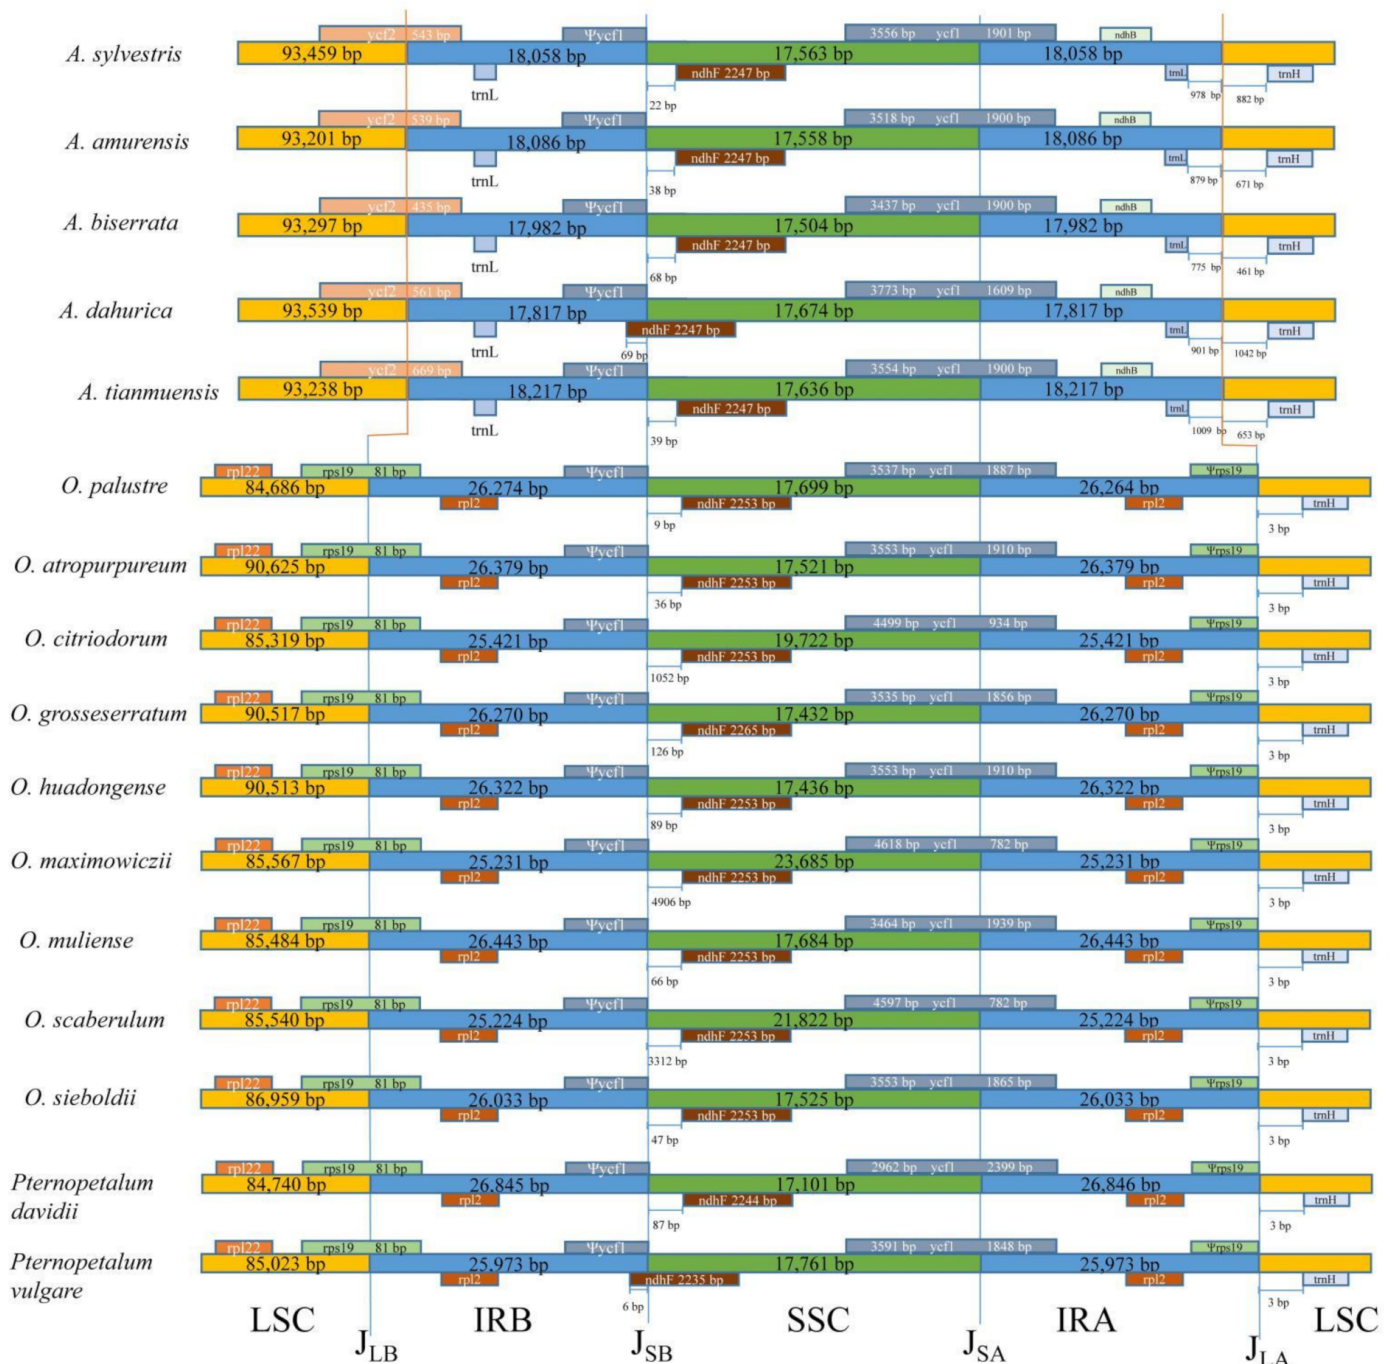 ycf2 543 bp Ψycf1 3556 bp ycf1 1901 bp ndhB
A. sylvestris 93,459 bp 18,058 bp 17,563 bp 18,058 bp
trnL ndhF 2247 bp trnL trnH
22 bp 978 bp 882 bp
ycf2 539 bp Ψycf1 3518 bp ycf1 1900 bp ndhB
A. amurensis 93,201 bp 18,086 bp 17,558 bp 18,086 bp
trnL ndhF 2247 bp trnL trnH
38 bp 879 bp 671 bp
ycf2 435 bp Ψycf1 3437 bp ycf1 1900 bp ndhB
A. biserrata 93,297 bp 17,982 bp 17,504 bp 17,982 bp
trnL ndhF 2247 bp trnL trnH
68 bp 775 bp 461 bp
ycf2 561 bp Ψycf1 3773 bp ycf1 1609 bp ndhB
A. dahurica 93,539 bp 17,817 bp 17,674 bp 17,817 bp
trnL ndhF 2247 bp trnL trnH
69 bp 901 bp 1042 bp
ycf2 669 bp Ψycf1 3554 bp ycf1 1900 bp ndhB
A. tianmuensis 93,238 bp 18,217 bp 17,636 bp 18,217 bp
trnL ndhF 2247 bp trnL trnH
39 bp 1009 bp 653 bp
rpl22 rps19 81 bp Ψycf1 3537 bp ycf1 1887 bp Ψrps19
O. palustre 84,686 bp 26,274 bp 17,699 bp 26,264 bp
rpl2 ndhF 2253 bp rpl2 trnH
9 bp 3 bp
rpl22 rps19 81 bp Ψycf1 3553 bp ycf1 1910 bp Ψrps19
O. atropurpureum 90,625 bp 26,379 bp 17,521 bp 26,379 bp
rpl2 ndhF 2253 bp rpl2 trnH
36 bp 3 bp
rpl22 rps19 81 bp Ψycf1 4499 bp ycf1 934 bp Ψrps19
O. citriodorum 85,319 bp 25,421 bp 19,722 bp 25,421 bp
rpl2 ndhF 2253 bp rpl2 trnH
1052 bp 3 bp
rpl22 rps19 81 bp Ψycf1 3535 bp ycf1 1856 bp Ψrps19
O. grosseserratum 90,517 bp 26,270 bp 17,432 bp 26,270 bp
rpl2 ndhF 2265 bp rpl2 trnH
126 bp 3 bp
rpl22 rps19 81 bp Ψycf1 3553 bp ycf1 1910 bp Ψrps19
O. huadongense 90,513 bp 26,322 bp 17,436 bp 26,322 bp
rpl2 ndhF 2253 bp rpl2 trnH
89 bp 3 bp
rpl22 rps19 81 bp Ψycf1 4618 bp ycf1 782 bp Ψrps19
O. maximowiczii 85,567 bp 25,231 bp 23,685 bp 25,231 bp
rpl2 ndhF 2253 bp rpl2 trnH
4906 bp 3 bp
rpl22 rps19 81 bp Ψycf1 3464 bp ycf1 1939 bp Ψrps19
O. muliense 85,484 bp 26,443 bp 17,684 bp 26,443 bp
rpl2 ndhF 2253 bp rpl2 trnH
66 bp 3 bp
rpl22 rps19 81 bp Ψycf1 4597 bp ycf1 782 bp Ψrps19
O. scaberulum 85,540 bp 25,224 bp 21,822 bp 25,224 bp
rpl2 ndhF 2253 bp rpl2 trnH
3312 bp 3 bp
rpl22 rps19 81 bp Ψycf1 3553 bp ycf1 1865 bp Ψrps19
O. sieboldii 86,959 bp 26,033 bp 17,525 bp 26,033 bp
rpl2 ndhF 2253 bp rpl2 trnH
47 bp 3 bp
rpl22 rps19 81 bp Ψycf1 2962 bp ycf1 2399 bp Ψrps19
Pternopetalum 84,740 bp 26,845 bp 17,101 bp 26,846 bp
davidii rpl2 ndhF 2244 bp rpl2 trnH
87 bp 3 bp
rpl22 rps19 81 bp Ψycf1 3591 bp ycf1 1848 bp Ψrps19
Pternopetalum 85,023 bp 25,973 bp 17,761 bp 25,973 bp
vulgare rpl2 ndhF 2235 bp rpl2 trnH
6 bp 3 bp
LSC IRB SSC IRA LSC
JLB JSB JSA JLA